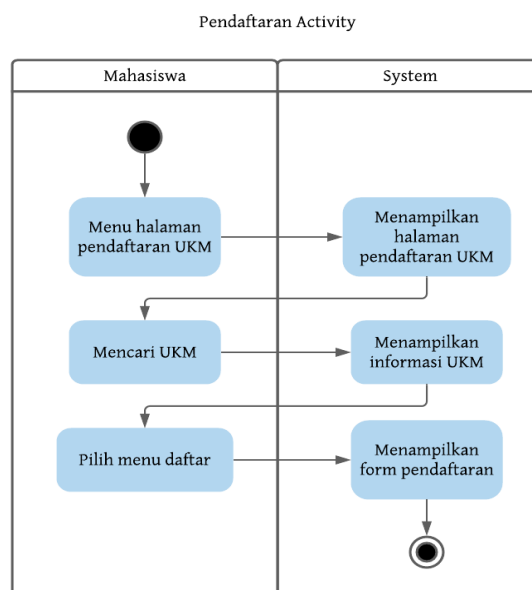 Pendaftaran Activity
Mahasiswa
System
Menu halaman
pendaftaran UKM
Menampilkan
halaman
pendaftaran UKM
Mencari UKM
Menampilkan
informasi UKM
Pilih menu daftar
Menampilkan
form pendaftaran